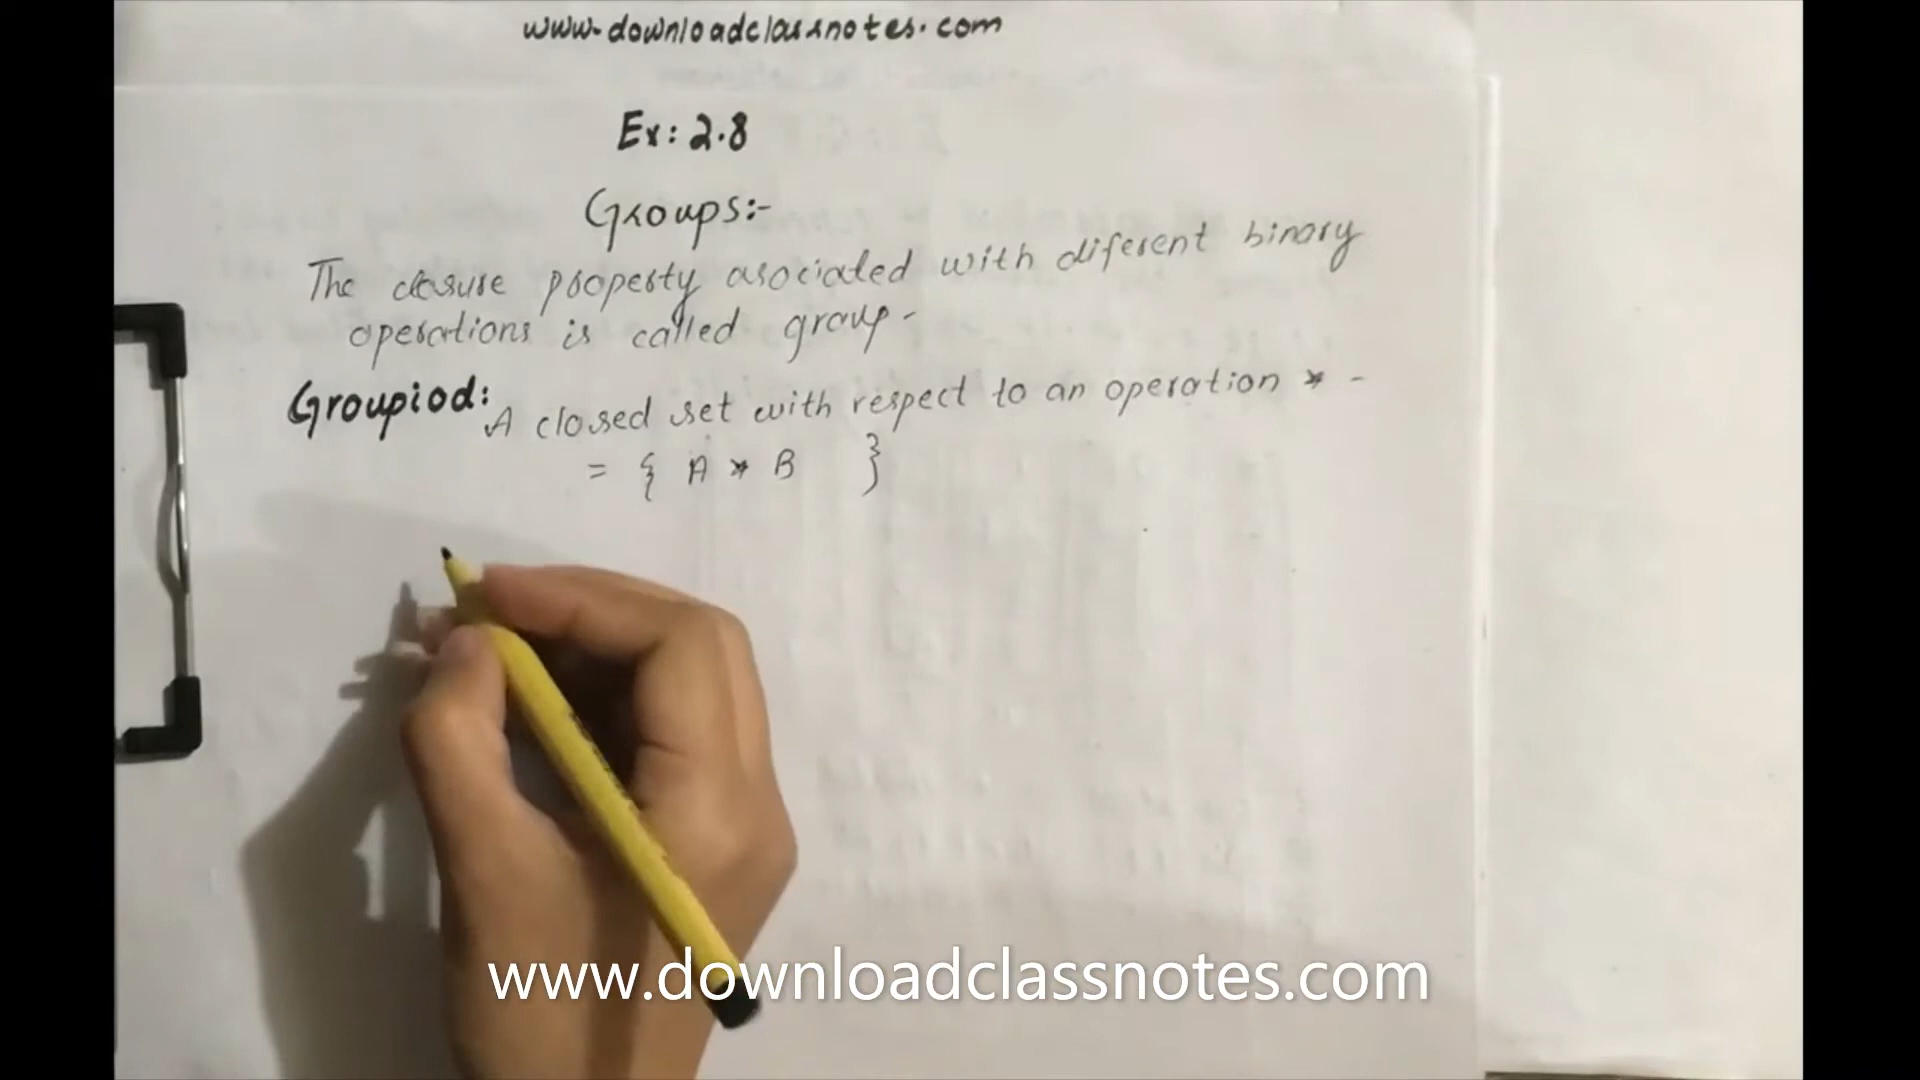 www.downloadclassnotes.com
Ex: 2.8
Groups:-
The closure property asociated with diferent binary
operations is called group-
Groupiod: A closed set with respect to an operation * -
= { A * B }
www.downloadclassnotes.com